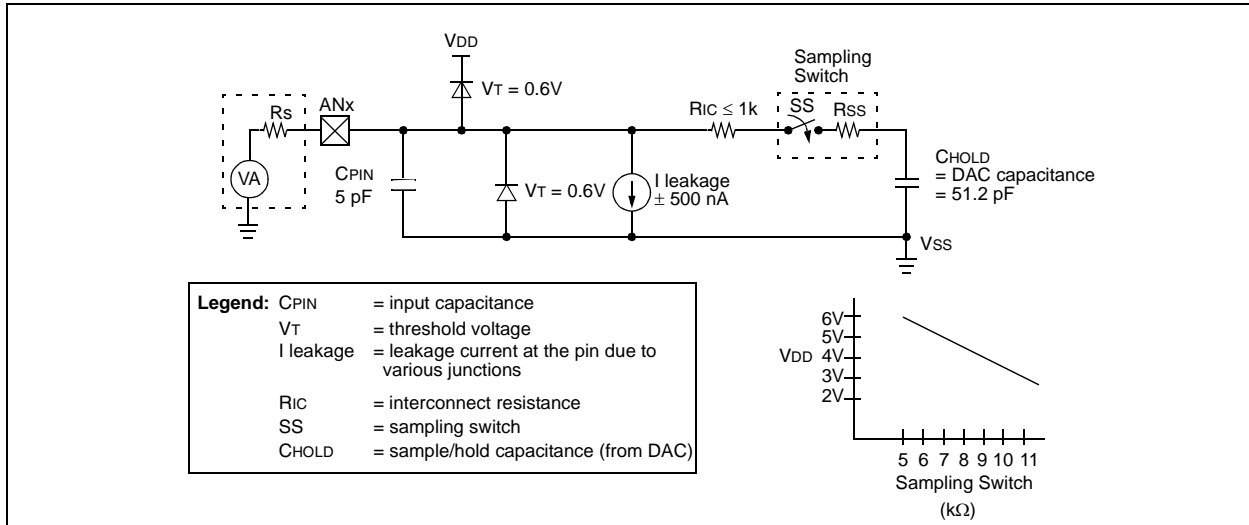 VDD
VT = 0.6V
Sampling
Switch
RS
ANx
RIC ≤ 1k
SS
RSS
VA
CPIN
5 pF
VT = 0.6V
I leakage
± 500 nA
CHOLD
= DAC capacitance
= 51.2 pF
VSS
Legend: CPIN = input capacitance
VT = threshold voltage
I leakage = leakage current at the pin due to
various junctions
RIC = interconnect resistance
SS = sampling switch
CHOLD = sample/hold capacitance (from DAC)
6V
5V
VDD 4V
3V
2V
5 6 7 8 9 10 11
Sampling Switch
(kΩ)